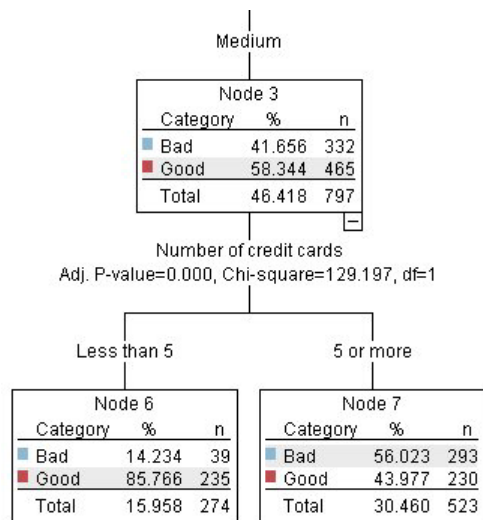 Medium
Node 3
Category % n
Bad 41.656 332
Good 58.344 465
Total 46.418 797
Number of credit cards
Adj. P-value=0.000, Chi-square=129.197, df=1
Less than 5
5 or more
Node 6
Category % n
Bad 14.234 39
Good 85.766 235
Total 15.958 274
Node 7
Category % n
Bad 56.023 293
Good 43.977 230
Total 30.460 523